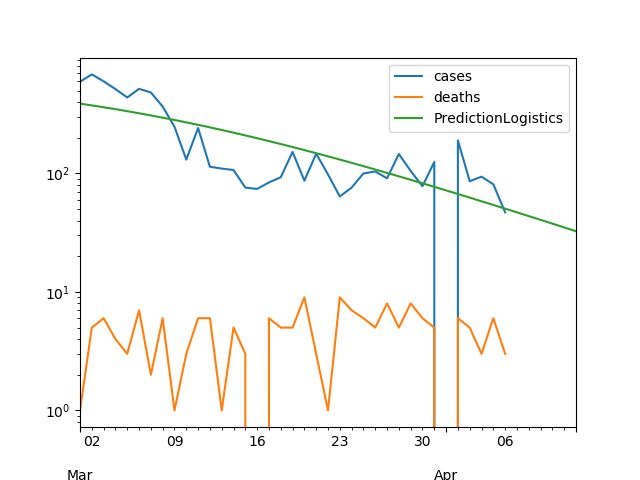 cases
deaths
PredictionLogistics
10²
10¹
10⁰
02 09 16 23 30 06
Mar Apr